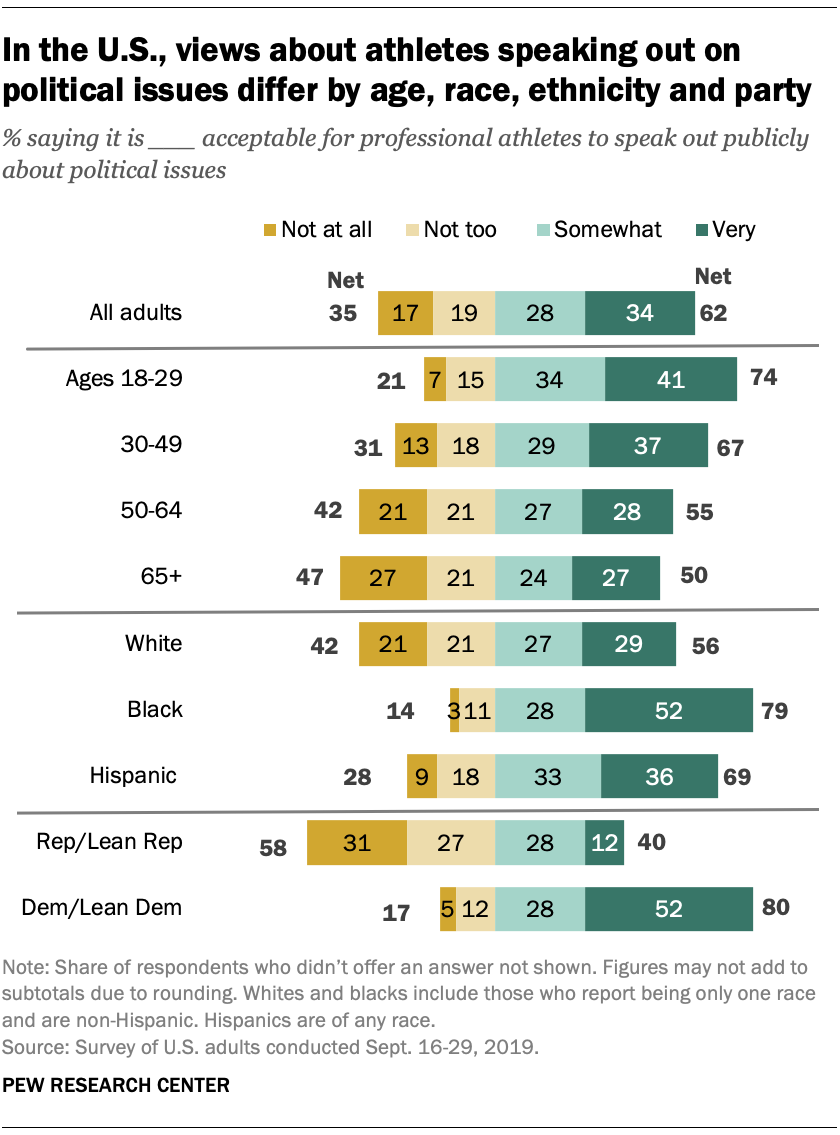 In the U.S., views about athletes speaking out on
political issues differ by age, race, ethnicity and party
% saying it is ___ acceptable for professional athletes to speak out publicly
about political issues
Not at all Not too Somewhat Very
Net Net
All adults 35 17 19 28 34 62
Ages 18-29 21 7 15 34 41 74
30-49 31 13 18 29 37 67
50-64 42 21 21 27 28 55
65+ 47 27 21 24 27 50
White 42 21 21 27 29 56
Black 14 3 11 28 52 79
Hispanic 28 9 18 33 36 69
Rep/Lean Rep 58 31 27 28 12 40
Dem/Lean Dem 17 5 12 28 52 80
Note: Share of respondents who didn’t offer an answer not shown. Figures may not add to
subtotals due to rounding. Whites and blacks include those who report being only one race
and are non-Hispanic. Hispanics are of any race.
Source: Survey of U.S. adults conducted Sept. 16-29, 2019.
PEW RESEARCH CENTER